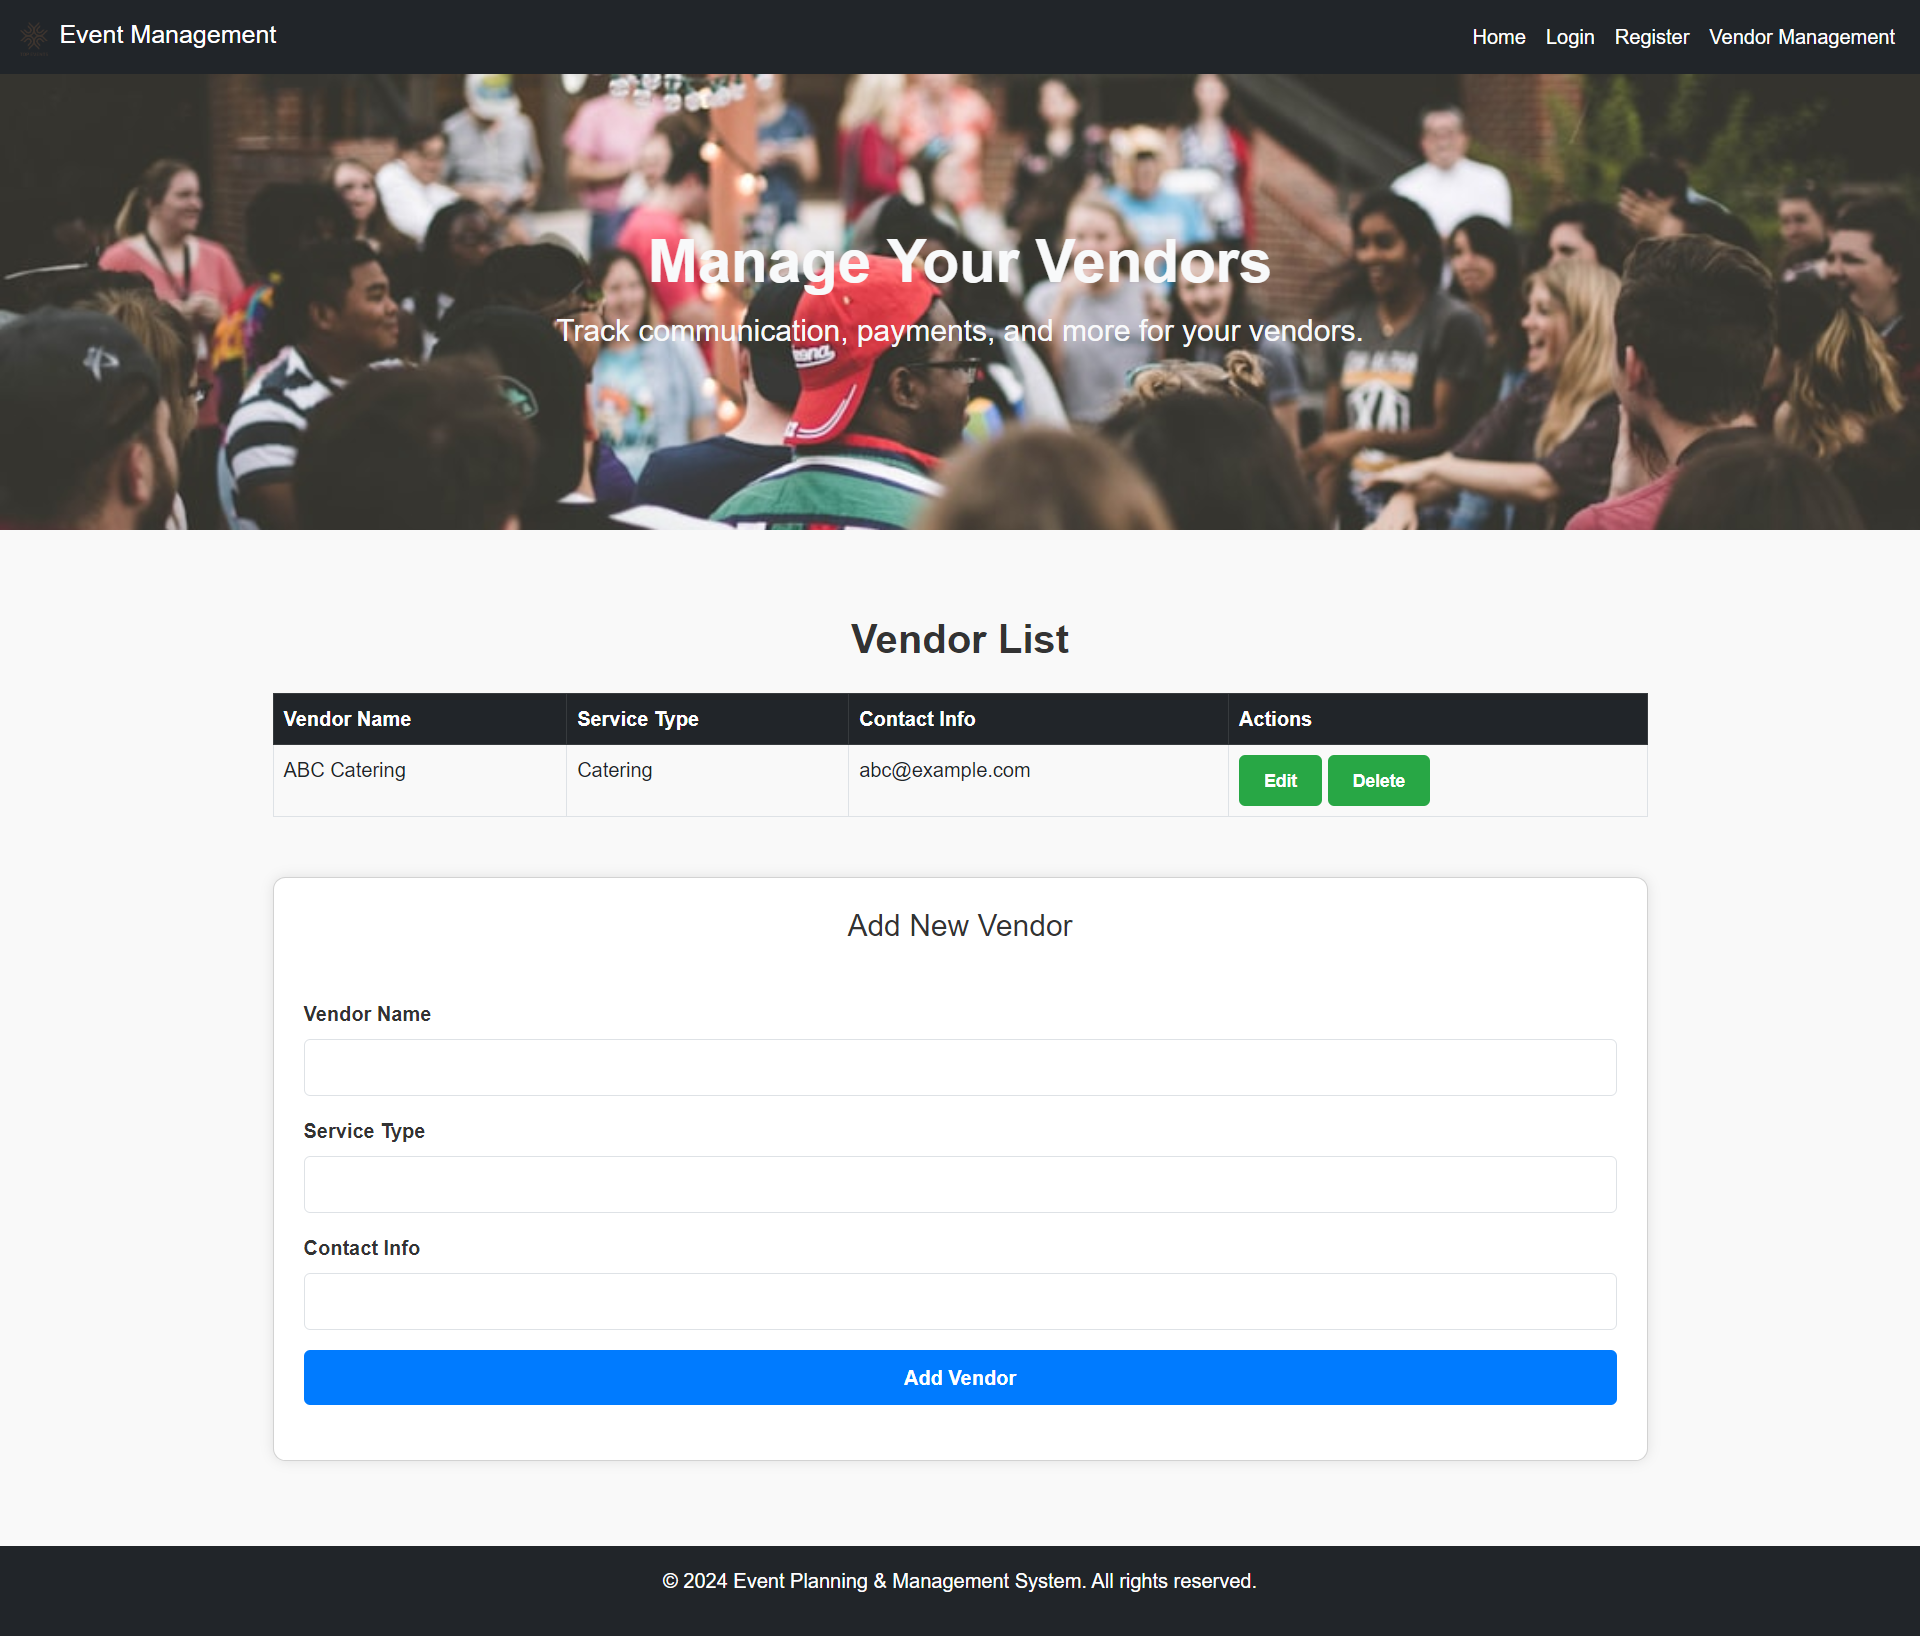 Event Management
Home Login Register Vendor Management
Manage Your Vendors
Track communication, payments, and more for your vendors.
Vendor List
Vendor Name Service Type Contact Info Actions
ABC Catering Catering abc@example.com Edit Delete
Add New Vendor
Vendor Name
Service Type
Contact Info
Add Vendor
© 2024 Event Planning & Management System. All rights reserved.